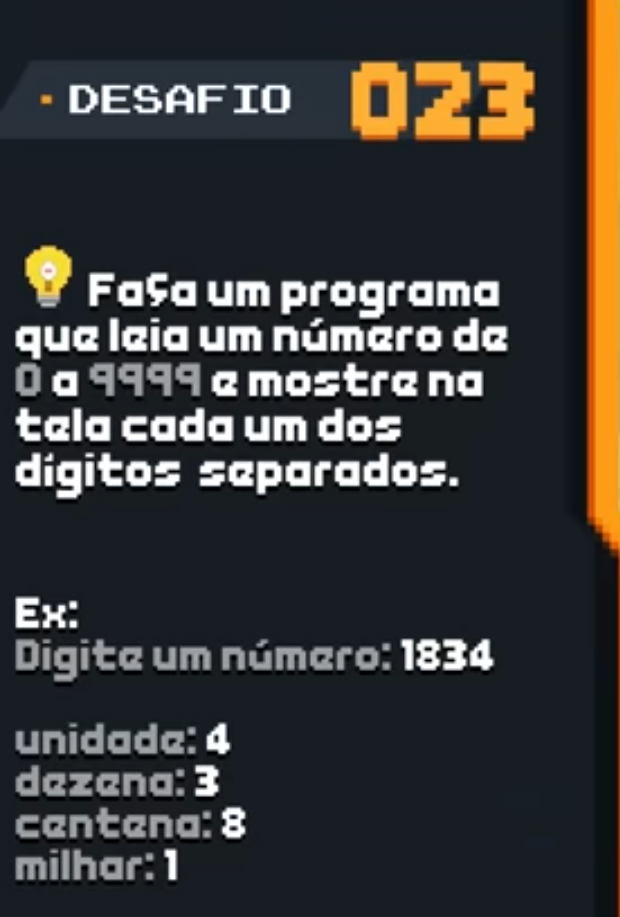 DESAFIO 023
Faça um programa
que leia um número de
0 a 9999 e mostre na
tela cada um dos
dígitos separados.
Ex:
Digite um número: 1834
unidade: 4
dezena: 3
centena: 8
milhar: 1